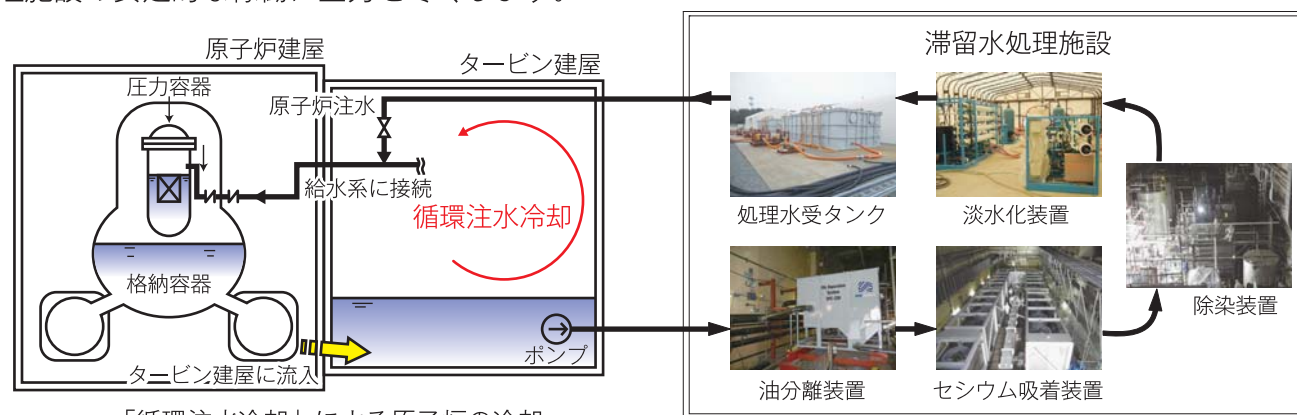 原子炉建屋
タービン建屋
滞留水処理施設
圧力容器
原子炉注水
給水系に接続
循環注水冷却
格納容器
タービン建屋に流入
ポンプ
処理水受タンク
淡水化装置
除染装置
油分離装置
セシウム吸着装置